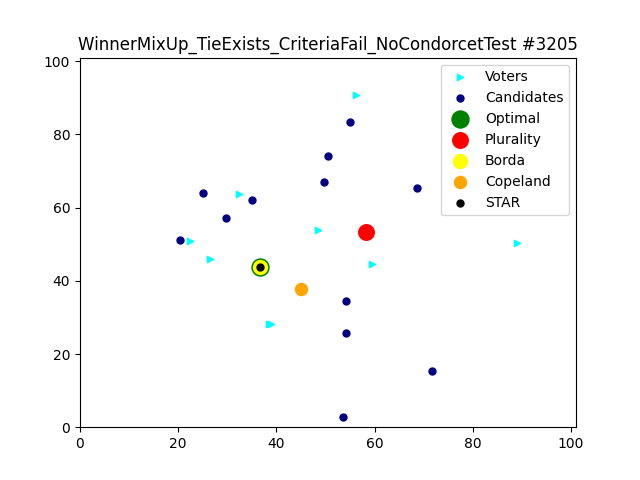 WinnerMixUp_TieExists_CriteriaFail_NoCondorcetTest #3205
100
80
60
40
20
0
0 20 40 60 80 100
Voters
Candidates
Optimal
Plurality
Borda
Copeland
STAR